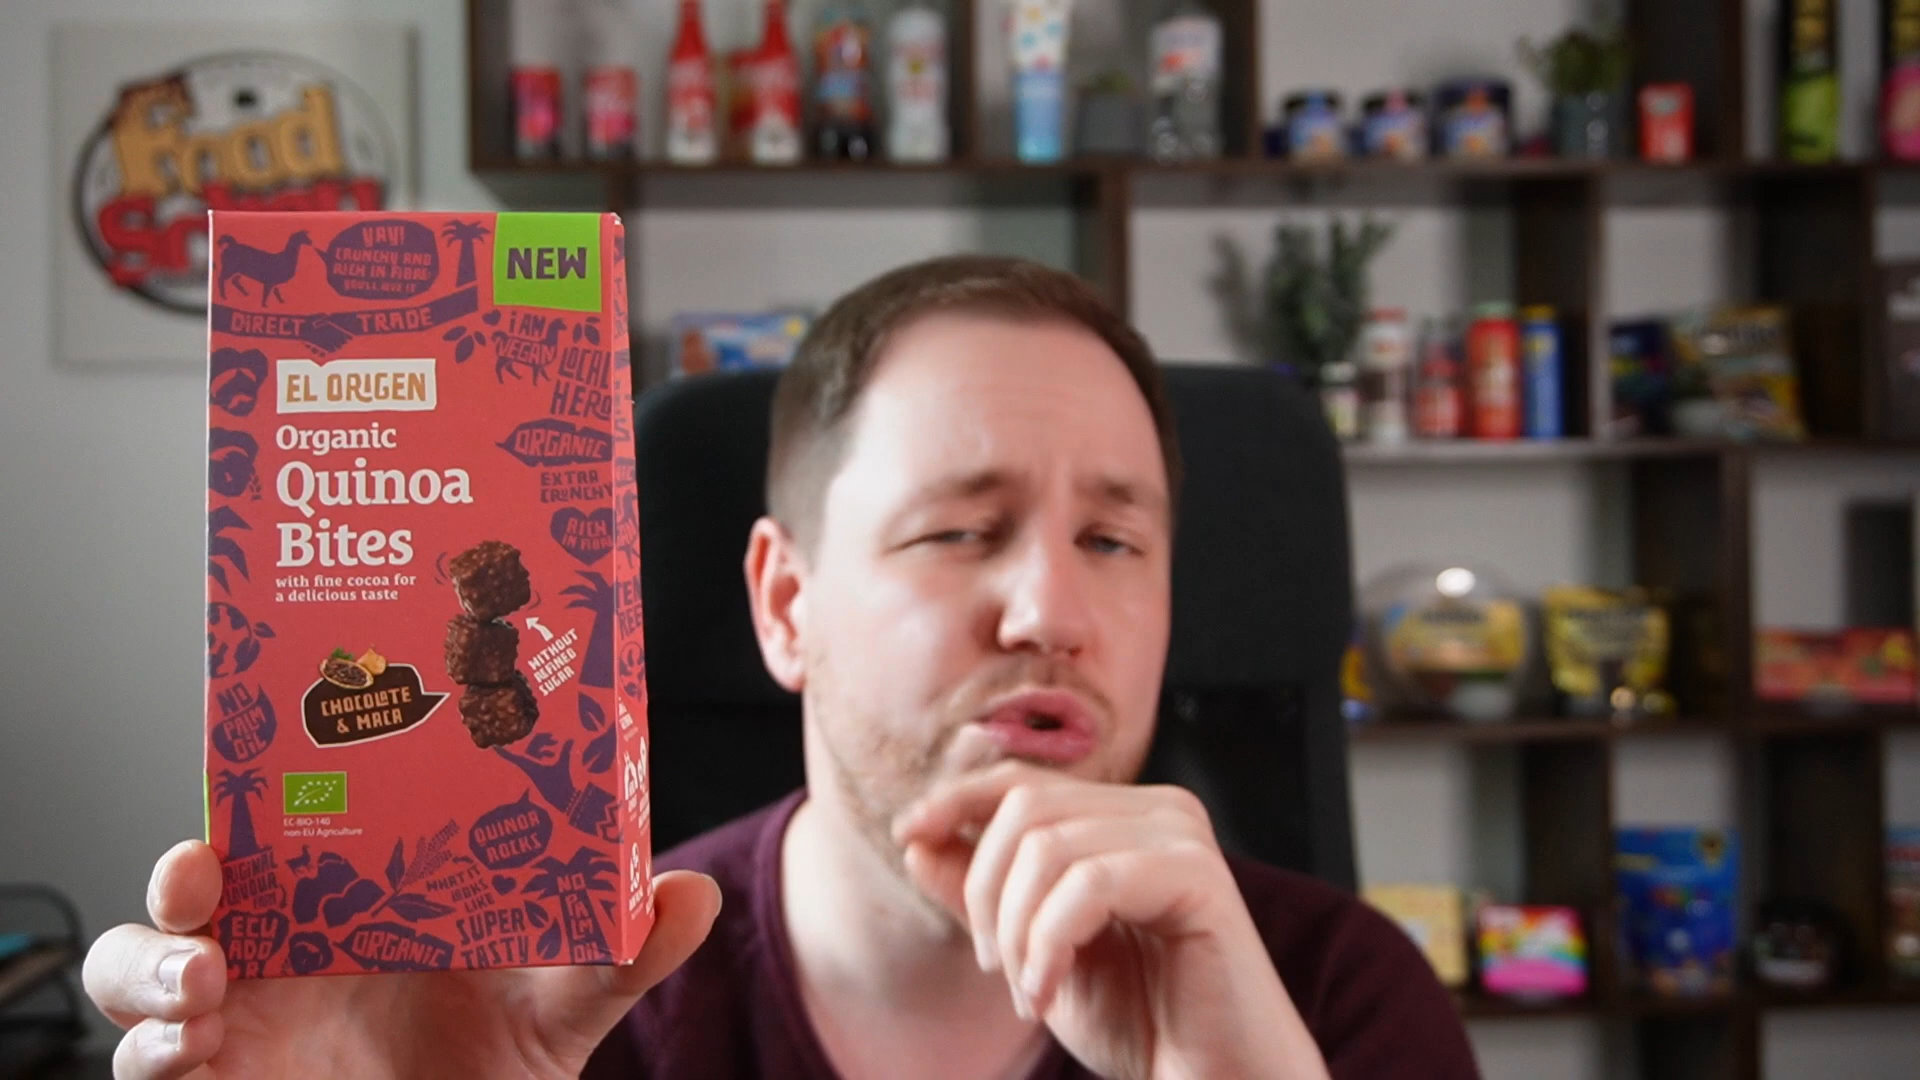 Food
YAY!
CRUNCHY AND
RICH IN FIBRE
YOU'LL LOVE IT
NEW
DIRECT TRADE
I AM
VEGAN
LOCAL
HERO
EL ORIGEN
Organic
Quinoa
Bites
with fine cocoa for
a delicious taste
ORGANIC
EXTRA
CRUNCHY
RICH
IN FIBRE
WITHOUT
REFINED
SUGAR
CHOCOLATE
& MACA
NO
PALM
OIL
EC-BIO-140
non-EU Agriculture
QUINOA
ROCKS
ORIGINAL
FLAVOUR
FROM
ECU
ADO
R
ORGANIC
WHAT IT
LOOKS
LIKE
SUPER
TASTY
NO
PALM
OIL